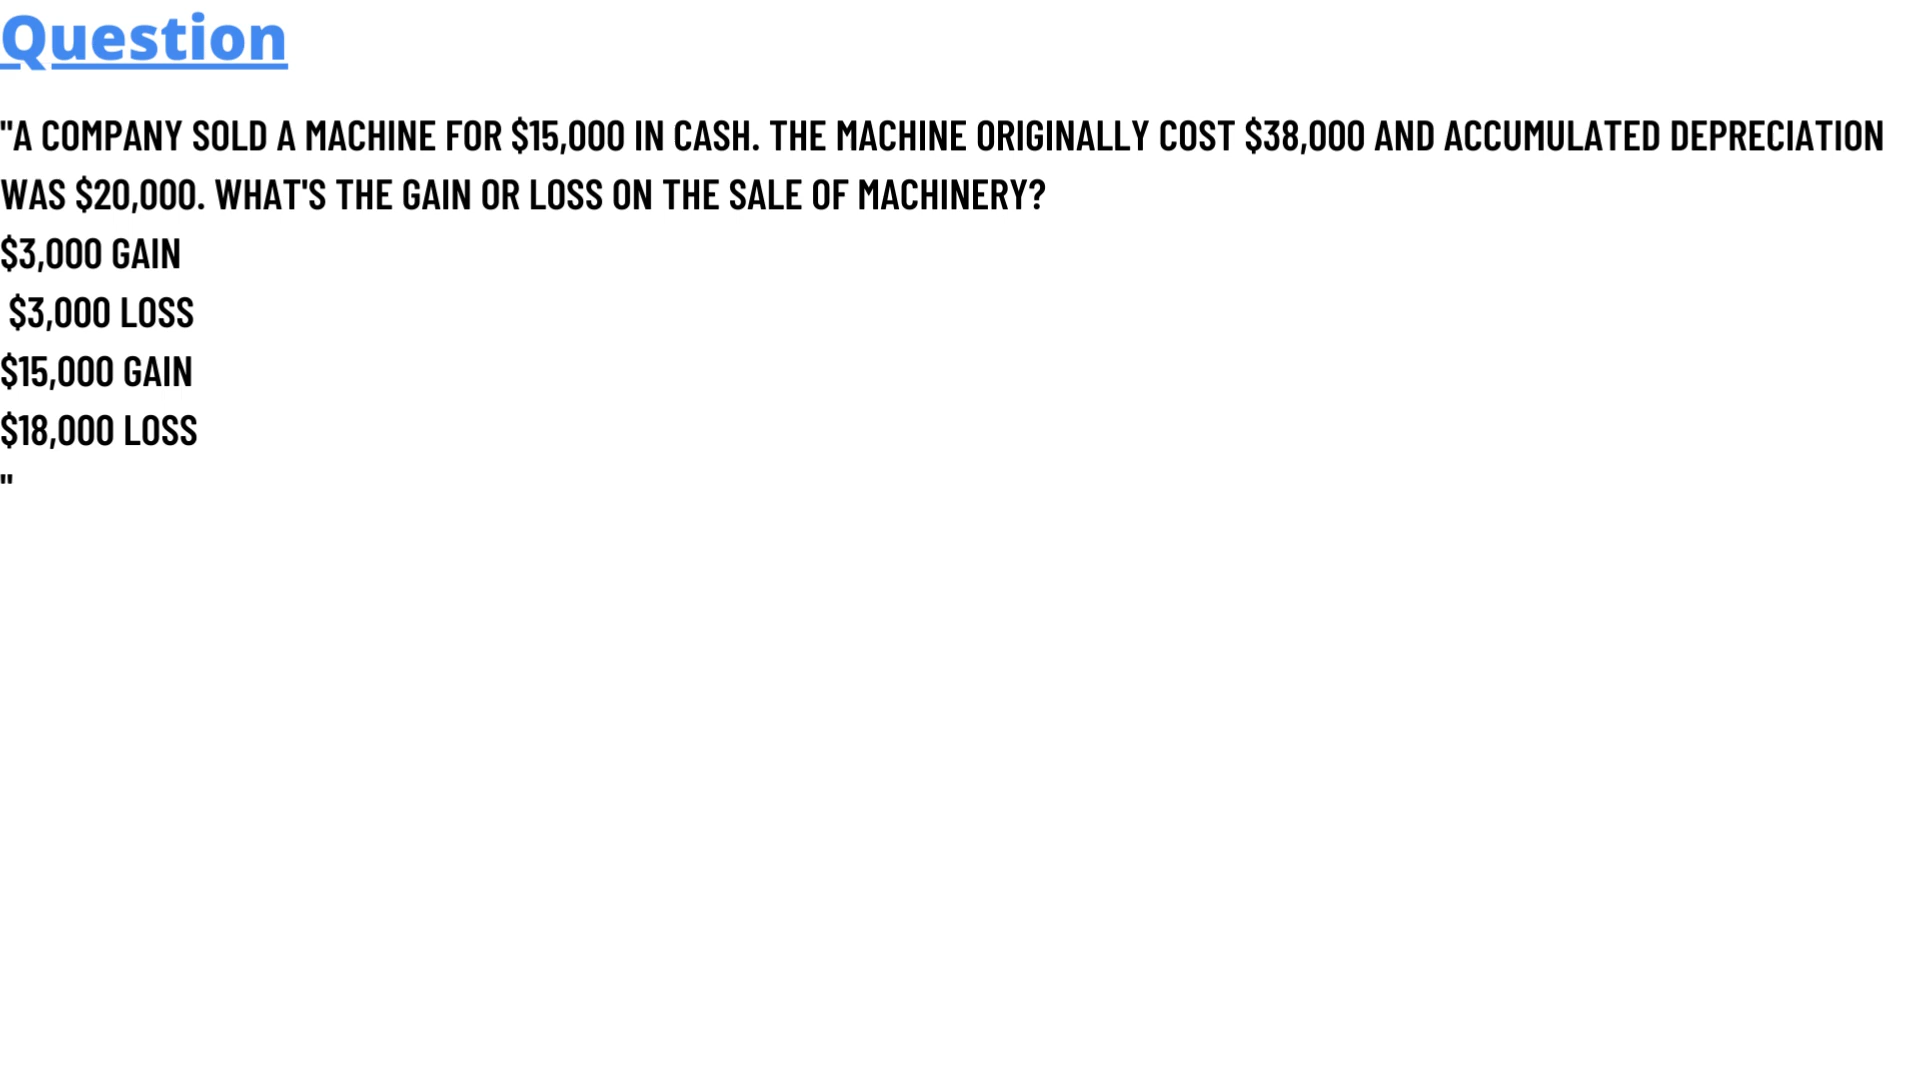 Question
"A COMPANY SOLD A MACHINE FOR $15,000 IN CASH. THE MACHINE ORIGINALLY COST $38,000 AND ACCUMULATED DEPRECIATION
WAS $20,000. WHAT'S THE GAIN OR LOSS ON THE SALE OF MACHINERY?
$3,000 GAIN
$3,000 LOSS
$15,000 GAIN
$18,000 LOSS
"